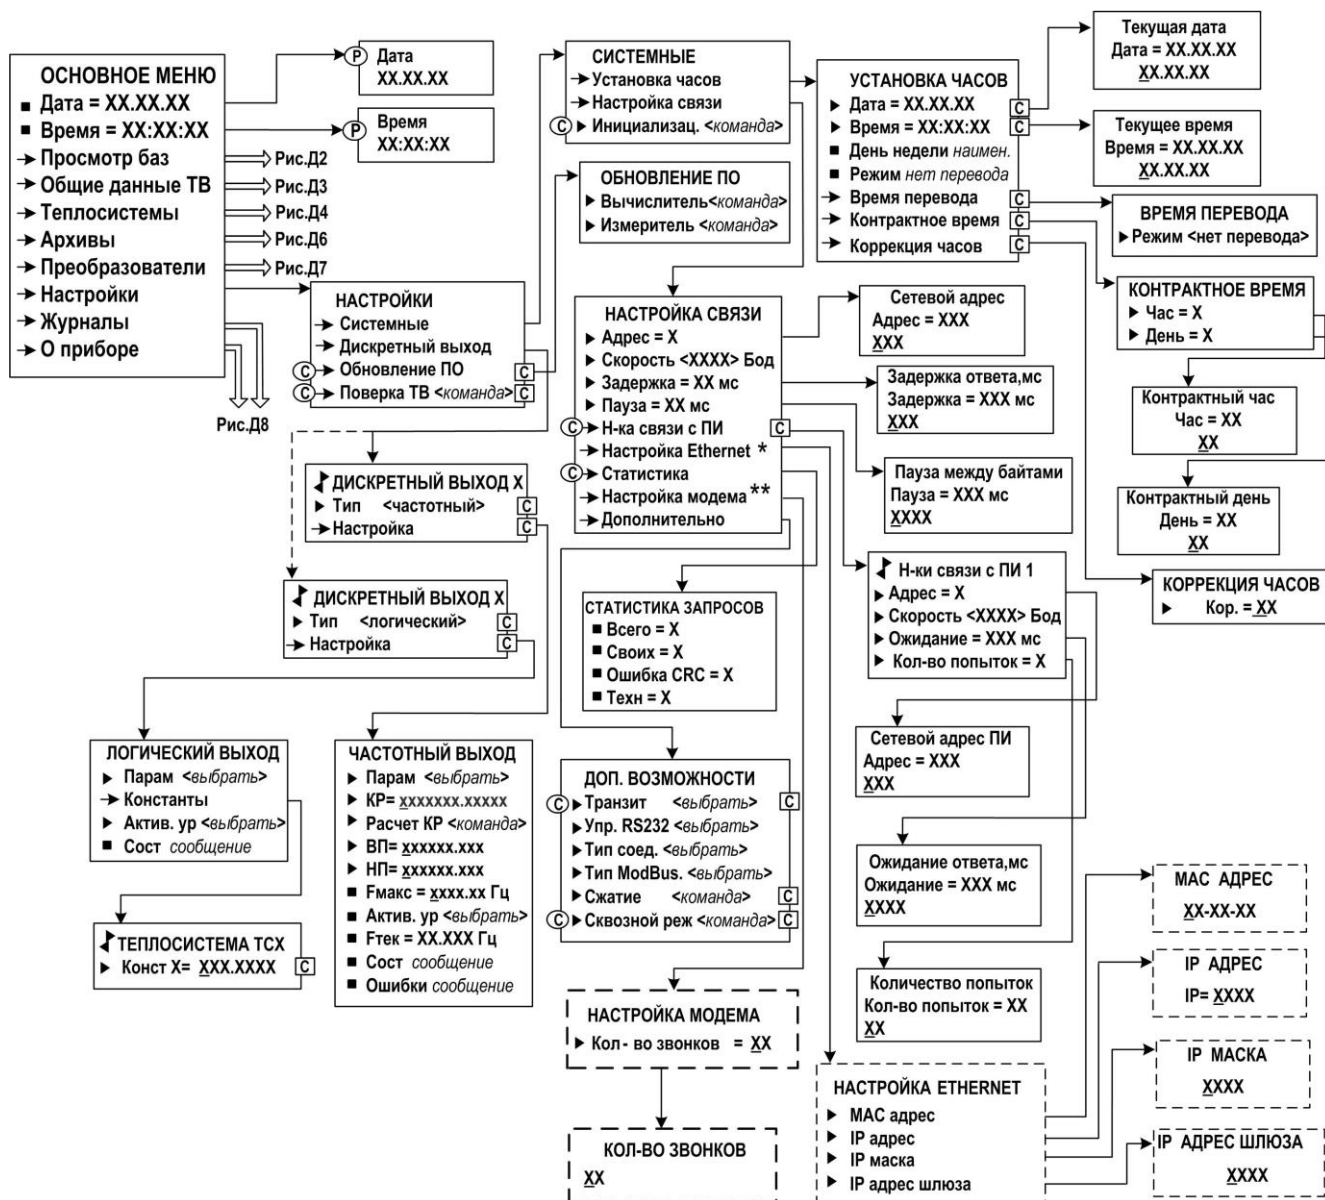 ОСНОВНОЕ МЕНЮ
Дата = XX.XX.XX
Время = XX:XX:XX
Просмотр баз
Общие данные ТВ
Теплосистемы
Архивы
Преобразователи
Настройки
Журналы
О приборе
Рис.Д2
Рис.Д3
Рис.Д4
Рис.Д6
Рис.Д7
Рис.Д8
Р
Дата
XX.XX.XX
Р
Время
XX:XX:XX
НАСТРОЙКИ
Системные
Дискретный выход
С Обновление ПО С
С Поверка ТВ <команда> С
СИСТЕМНЫЕ
Установка часов
Настройка связи
С Инициализац. <команда>
ОБНОВЛЕНИЕ ПО
Вычислитель<команда>
Измеритель <команда>
УСТАНОВКА ЧАСОВ
Дата = XX.XX.XX С
Время = XX:XX:XX С
День недели наимен.
Режим нет перевода
Время перевода С
Контрактное время С
Коррекция часов С
Текущая дата
Дата = XX.XX.XX
XX.XX.XX
Текущее время
Время = XX.XX.XX
XX.XX.XX
ВРЕМЯ ПЕРЕВОДА
Режим <нет перевода>
КОНТРАКТНОЕ ВРЕМЯ
Час = X
День = X
Контрактный час
Час = XX
XX
Контрактный день
День = XX
XX
КОРРЕКЦИЯ ЧАСОВ
Кор. = XX
НАСТРОЙКА СВЯЗИ
Адрес = X
Скорость <XXXX> Бод
Задержка = XX мс
Пауза = XX мс
С Н-ка связи с ПИ С
Настройка Ethernet *
С Статистика
Настройка модема**
Дополнительно
Сетевой адрес
Адрес = XXX
XXX
Задержка ответа,мс
Задержка = XXX мс
XXX
Пауза между байтами
Пауза = XXX мс
XXXX
Н-ки связи с ПИ 1
Адрес = X
Скорость <XXXX> Бод
Ожидание = XXX мс
Кол-во попыток = X
Сетевой адрес ПИ
Адрес = XXX
XXX
Ожидание ответа,мс
Ожидание = XXX мс
XXXX
Количество попыток
Кол-во попыток = XX
XX
ДИСКРЕТНЫЙ ВЫХОД X
Тип <частотный> С
Настройка С
ДИСКРЕТНЫЙ ВЫХОД X
Тип <логический> С
Настройка С
СТАТИСТИКА ЗАПРОСОВ
Всего = X
Своих = X
Ошибка CRC = X
Техн = X
ЛОГИЧЕСКИЙ ВЫХОД
Парам <выбрать>
Константы
Актив. ур <выбрать>
Сост сообщение
ТЕПЛОСИСТЕМА ТСX
Конст X= XXX.XXXX С
ЧАСТОТНЫЙ ВЫХОД
Парам <выбрать>
КР= xxxxxxx.xxxxx
Расчет КР <команда>
ВП= xxxxxx.xxx
НП= xxxxxx.xxx
Fмакс = xxxx.xx Гц
Актив. ур <выбрать>
Fтек = XX.XXX Гц
Сост сообщение
Ошибки сообщение
ДОП. ВОЗМОЖНОСТИ
С Транзит <выбрать> С
Упр. RS232 <выбрать>
Тип соед. <выбрать>
Тип ModBus. <выбрать>
Сжатие <команда> С
С Сквозной реж <команда> С
НАСТРОЙКА МОДЕМА
Кол- во звонков = XX
КОЛ-ВО ЗВОНКОВ
XX
НАСТРОЙКА ETHERNET
MAC адрес
IP адрес
IP маска
IP адрес шлюза
MAC АДРЕС
XX-XX-XX
IP АДРЕС
IP= XXXX
IP МАСКА
XXXX
IP АДРЕС ШЛЮЗА
XXXX